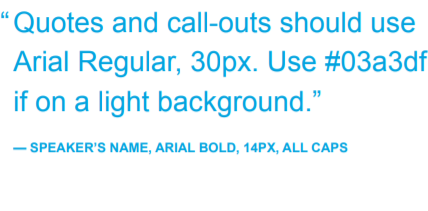 “Quotes and call-outs should use
Arial Regular, 30px. Use #03a3df
if on a light background.”
— SPEAKER’S NAME, ARIAL BOLD, 14PX, ALL CAPS